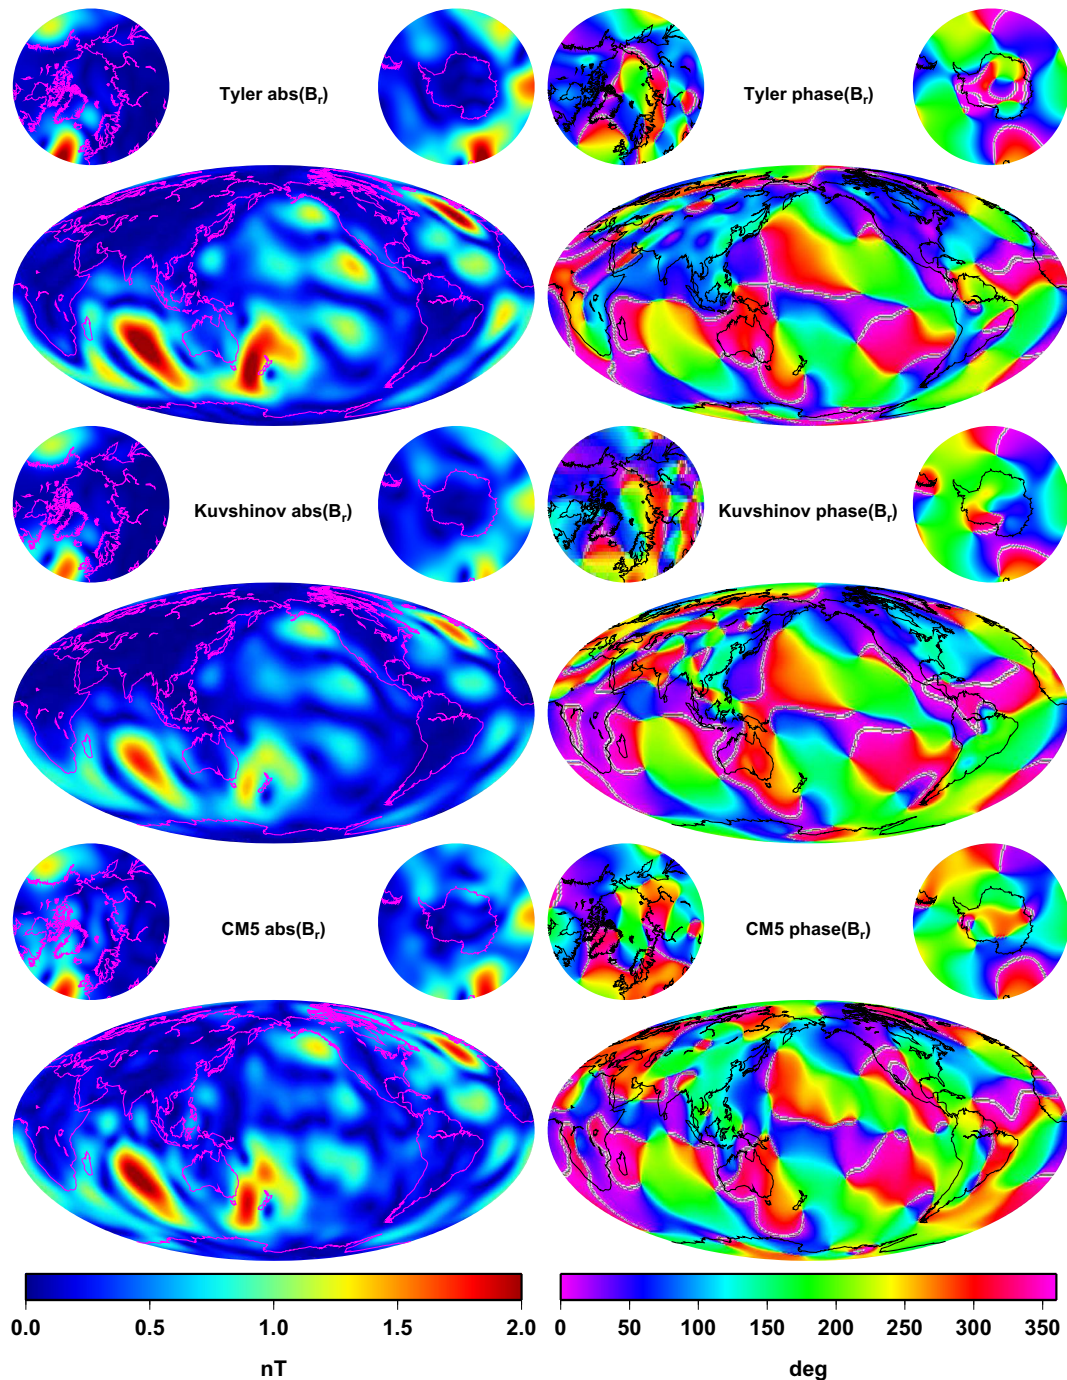 Tyler abs(B_r)
Tyler phase(B_r)
Kuvshinov abs(B_r)
Kuvshinov phase(B_r)
CM5 abs(B_r)
CM5 phase(B_r)
0.0 0.5 1.0 1.5 2.0
nT
0 50 100 150 200 250 300 350
deg